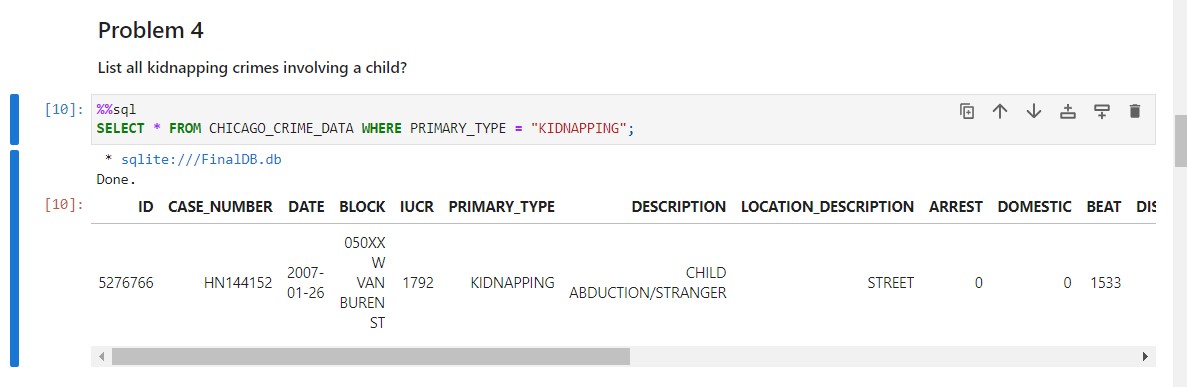 Problem 4
List all kidnapping crimes involving a child?
[10]: %%sql
SELECT * FROM CHICAGO_CRIME_DATA WHERE PRIMARY_TYPE = "KIDNAPPING";
* sqlite:///FinalDB.db
Done.
[10]: ID CASE_NUMBER DATE BLOCK IUCR PRIMARY_TYPE DESCRIPTION LOCATION_DESCRIPTION ARREST DOMESTIC BEAT DIS
5276766 HN144152 2007-01-26 050XX W VAN BUREN ST 1792 KIDNAPPING CHILD ABDUCTION/STRANGER STREET 0 0 1533